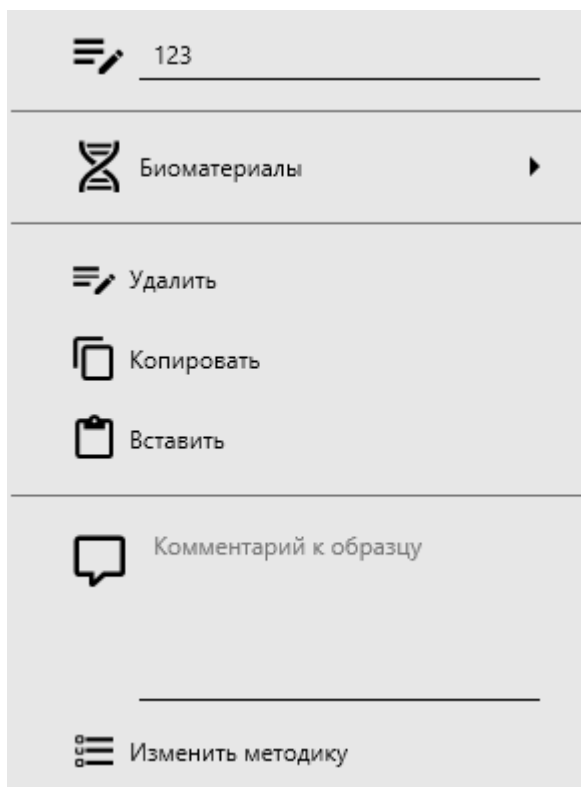 123
Биоматериалы
Удалить
Копировать
Вставить
Комментарий к образцу
Изменить методику